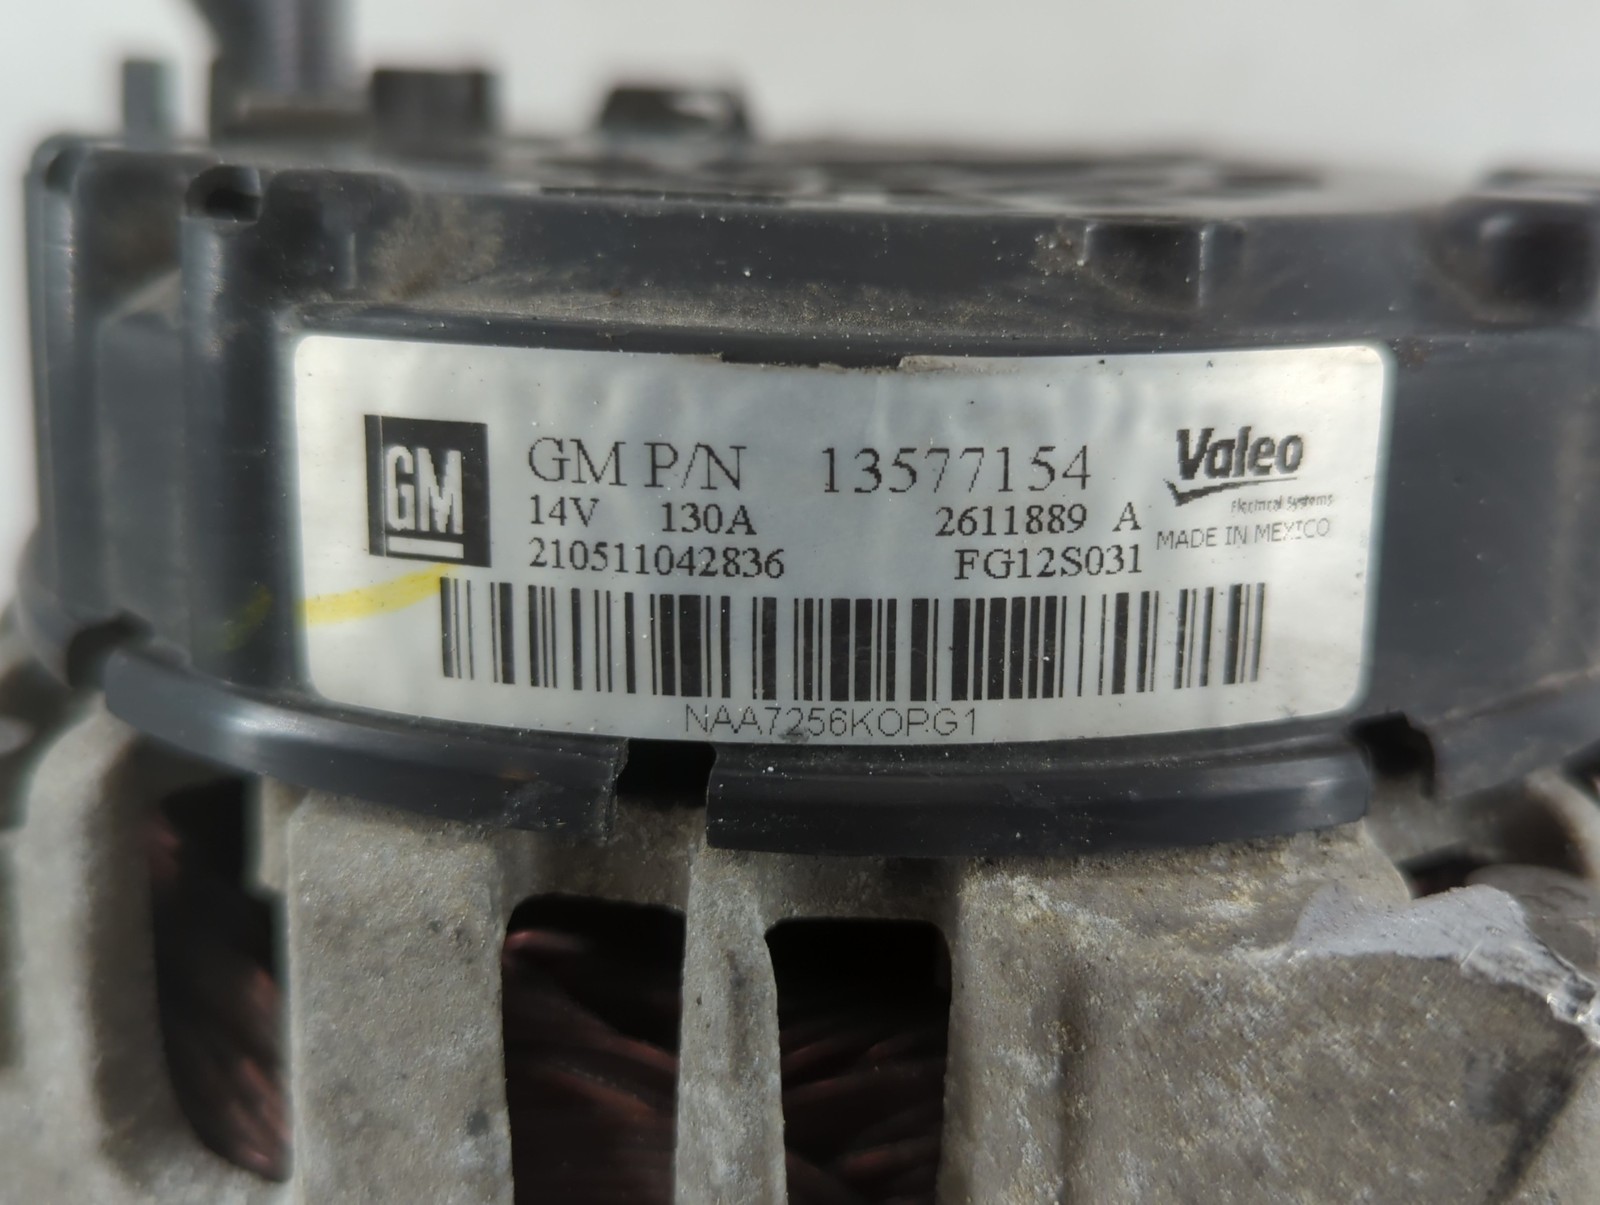 GM GM P/N 13577154 Valeo
Electrical Systems
14V 130A 2611889 A MADE IN MEXICO
210511042836 FG12S031
NAA7256KOPG1